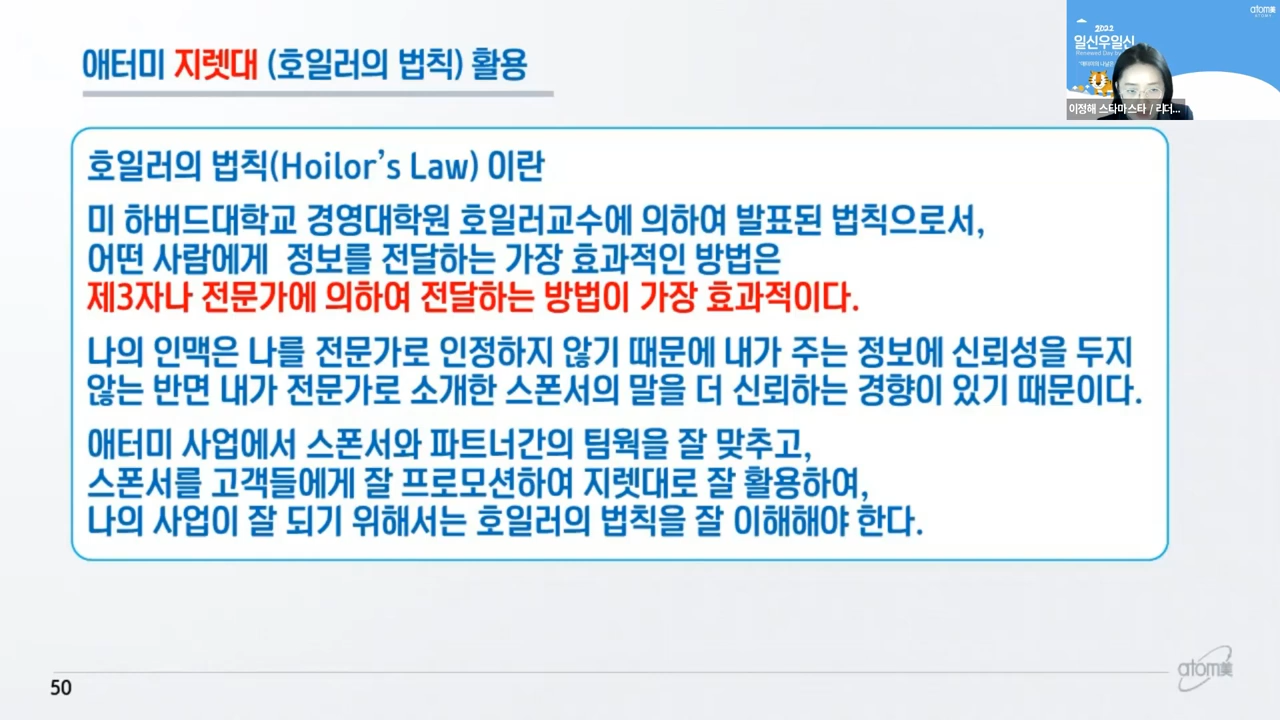 애터미 지렛대 (호일러의 법칙) 활용
atom美
2022
일신우일신
Renewed Day by
이정해 스타마스타 / 리더...
호일러의 법칙(Hoilor’s Law) 이란
미 하버드대학교 경영대학원 호일러교수에 의하여 발표된 법칙으로서,
어떤 사람에게 정보를 전달하는 가장 효과적인 방법은
제3자나 전문가에 의하여 전달하는 방법이 가장 효과적이다.
나의 인맥은 나를 전문가로 인정하지 않기 때문에 내가 주는 정보에 신뢰성을 두지
않는 반면 내가 전문가로 소개한 스폰서의 말을 더 신뢰하는 경향이 있기 때문이다.
애터미 사업에서 스폰서와 파트너간의 팀웍을 잘 맞추고,
스폰서를 고객들에게 잘 프로모션하여 지렛대로 잘 활용하여,
나의 사업이 잘 되기 위해서는 호일러의 법칙을 잘 이해해야 한다.
50
atom美